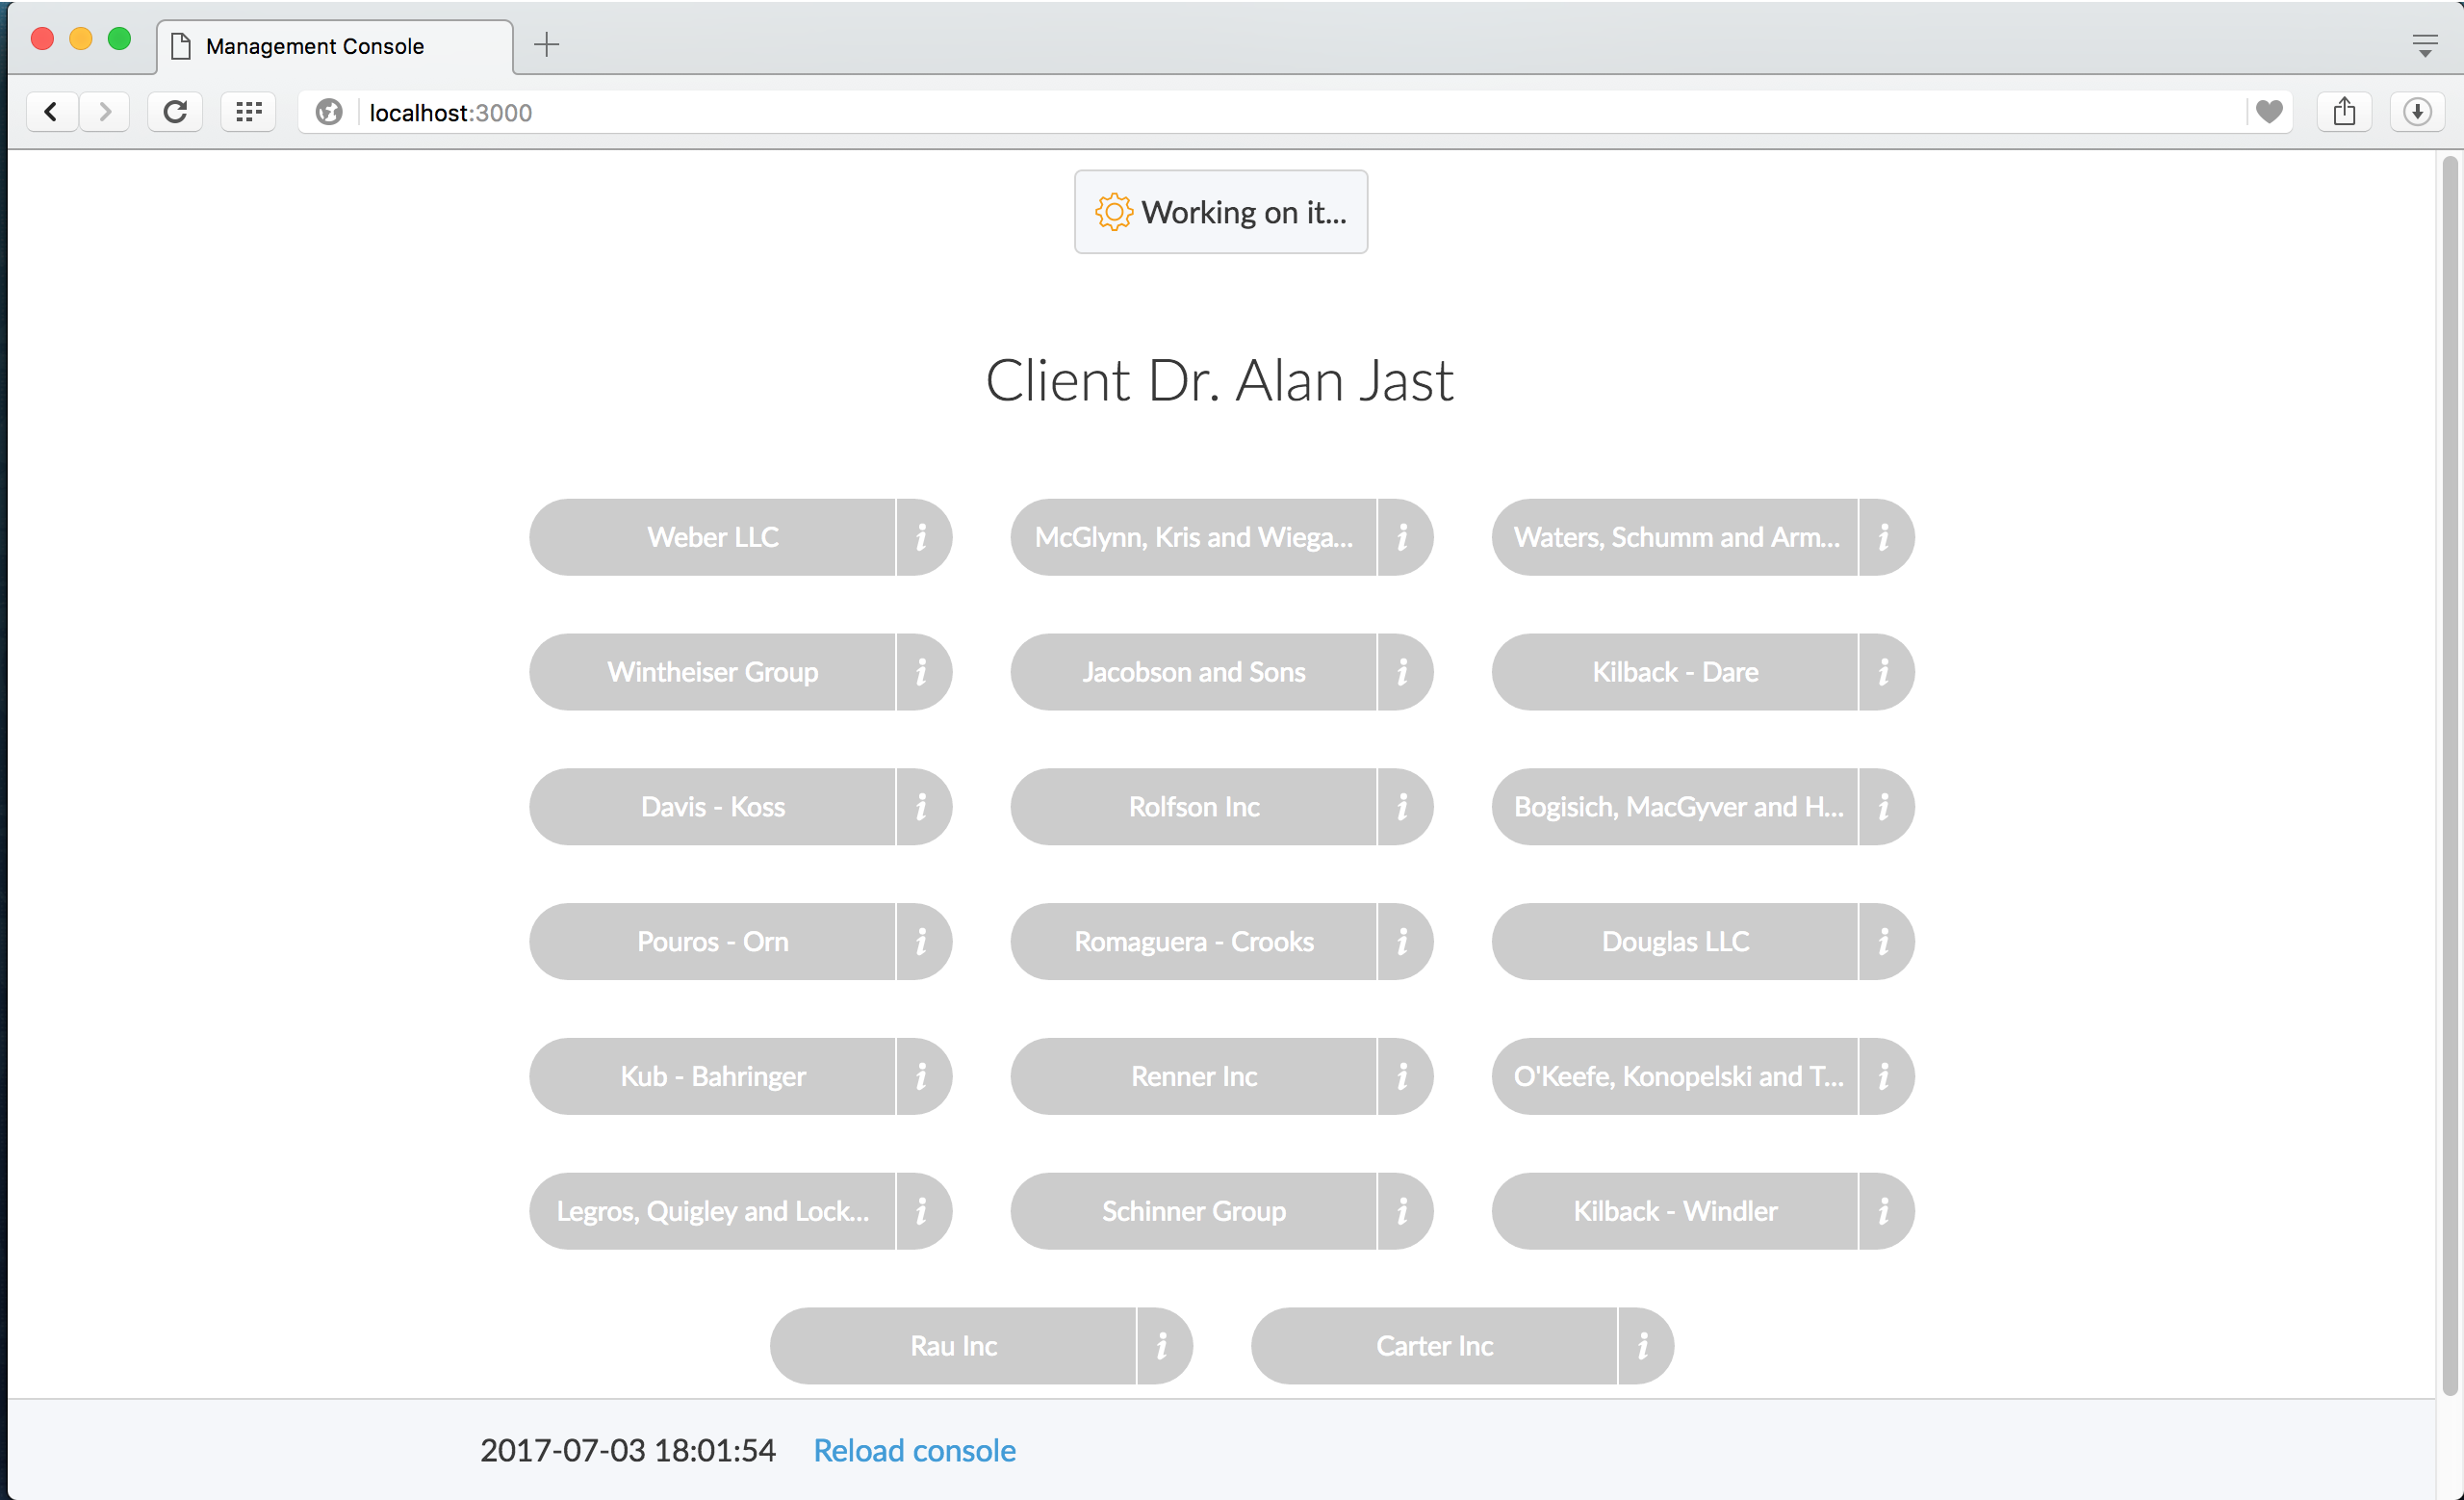 Management Console
localhost:3000
Working on it...
Client Dr. Alan Jast
Weber LLC i McGlynn, Kris and Wiega... i Waters, Schumm and Arm... i
Wintheiser Group i Jacobson and Sons i Kilback - Dare i
Davis - Koss i Rolfson Inc i Bogisich, MacGyver and H... i
Pouros - Orn i Romaguera - Crooks i Douglas LLC i
Kub - Bahringer i Renner Inc i O'Keefe, Konopelski and T... i
Legros, Quigley and Lock... i Schinner Group i Kilback - Windler i
Rau Inc i Carter Inc i
2017-07-03 18:01:54 Reload console